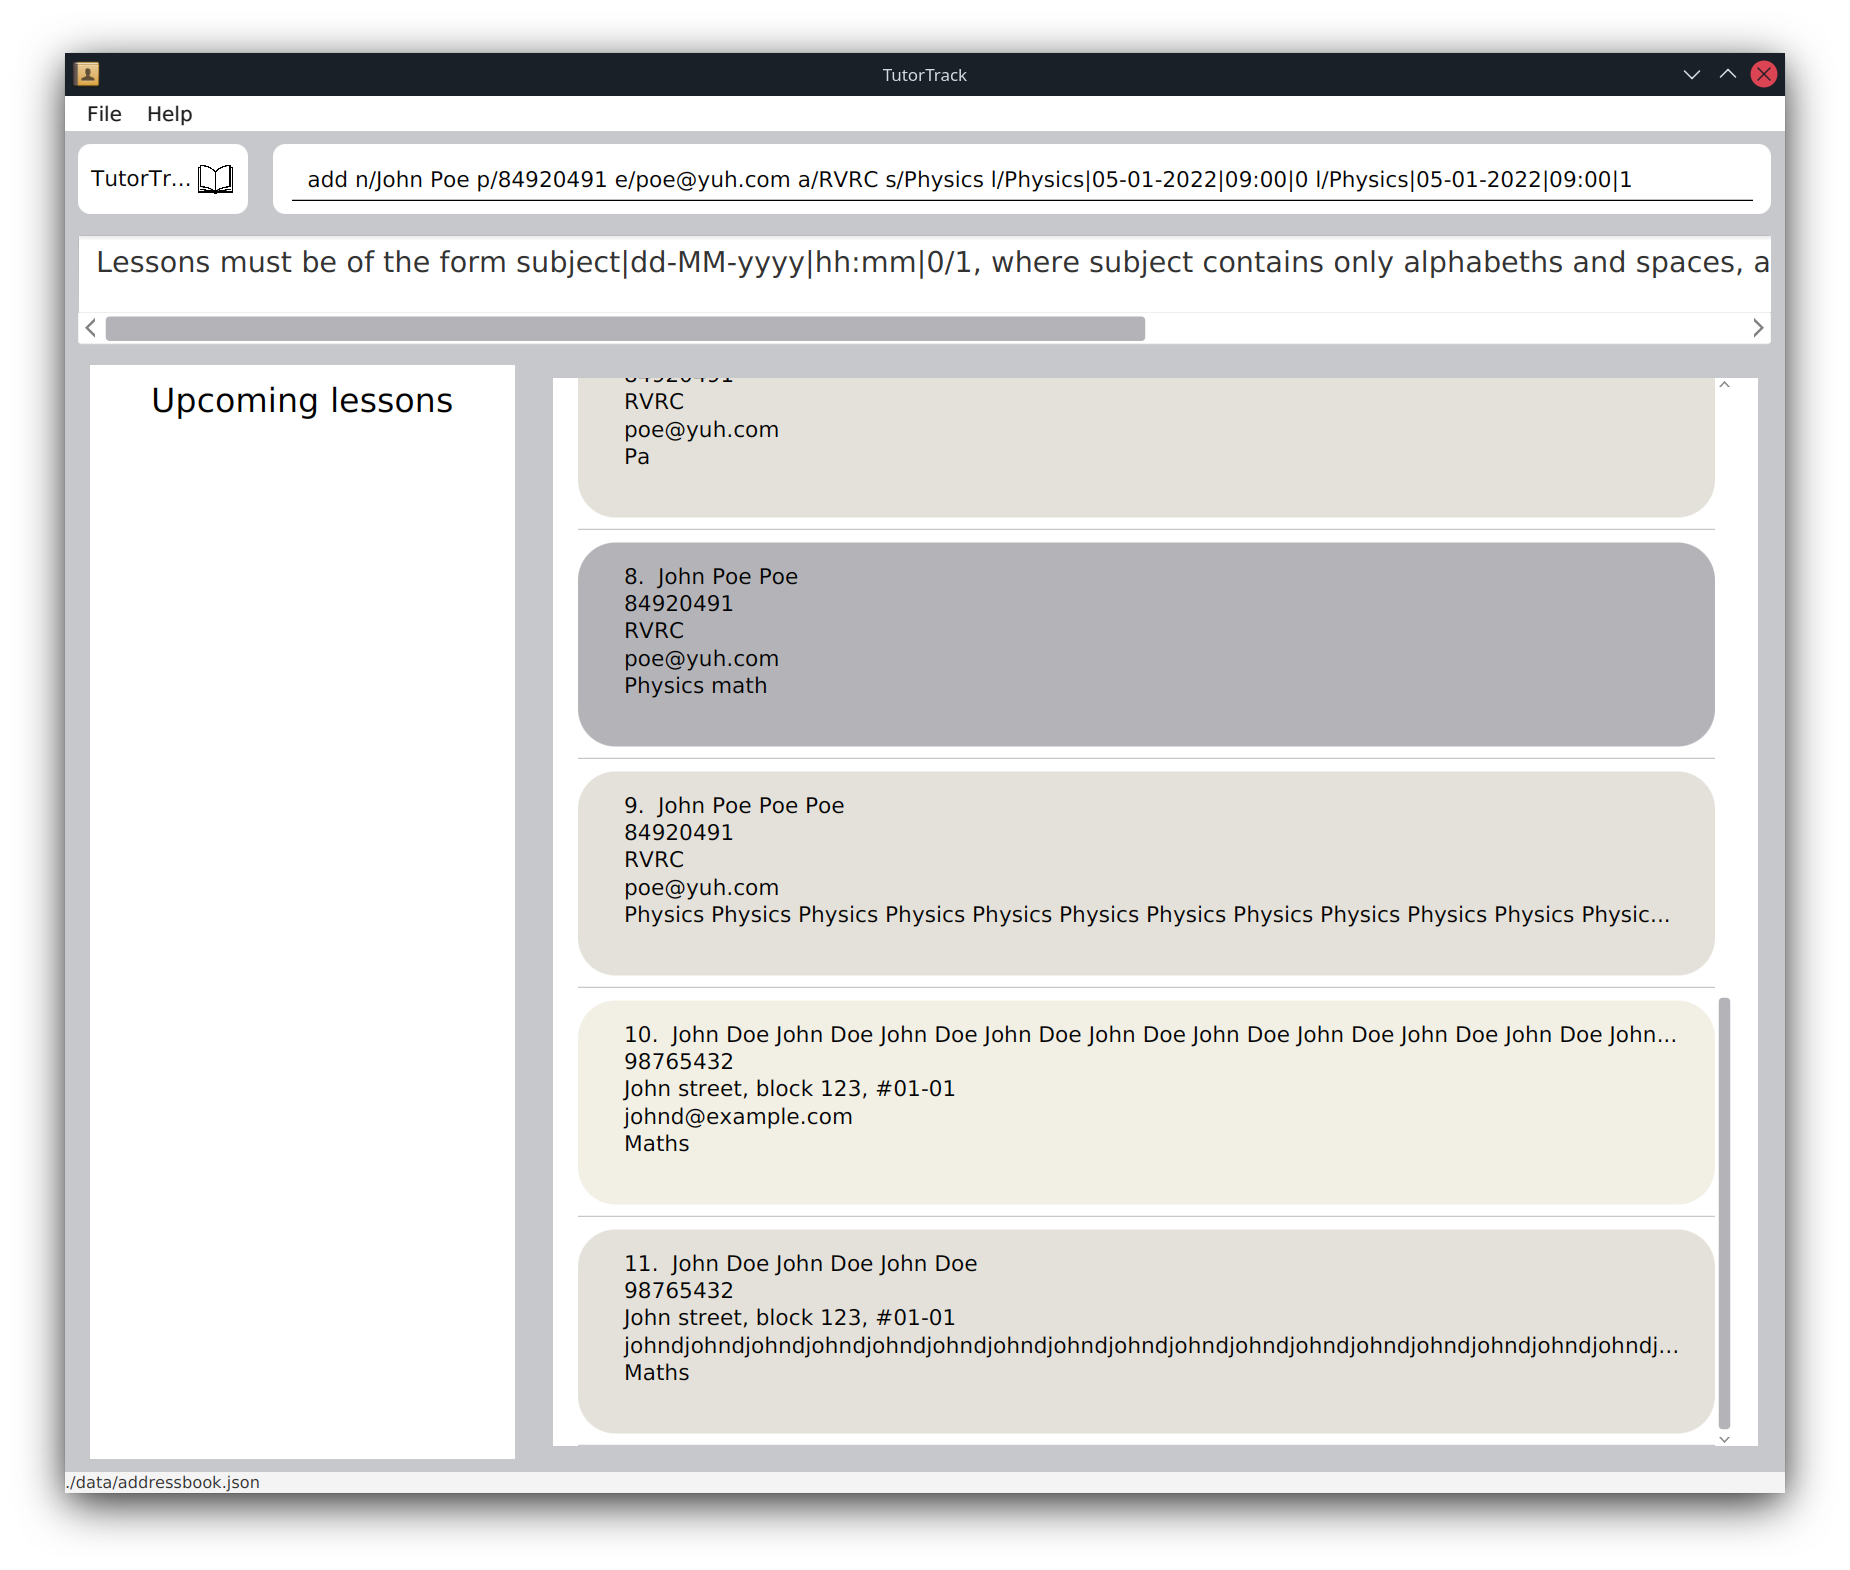 TutorTrack
File Help
TutorTr...
add n/John Poe p/84920491 e/poe@yuh.com a/RVRC s/Physics l/Physics|05-01-2022|09:00|0 l/Physics|05-01-2022|09:00|1
Lessons must be of the form subject|dd-MM-yyyy|hh:mm|0/1, where subject contains only alphabeths and spaces, a
Upcoming lessons
84920491
RVRC
poe@yuh.com
Pa
8. John Poe Poe
84920491
RVRC
poe@yuh.com
Physics math
9. John Poe Poe Poe
84920491
RVRC
poe@yuh.com
Physics Physics Physics Physics Physics Physics Physics Physics Physics Physics Physics Physic...
10. John Doe John Doe John Doe John Doe John Doe John Doe John Doe John Doe John Doe John...
98765432
John street, block 123, #01-01
johnd@example.com
Maths
11. John Doe John Doe John Doe
98765432
John street, block 123, #01-01
johndjohndjohndjohndjohndjohndjohndjohndjohndjohndjohndjohndjohndjohndjohndjohndjohndj...
Maths
./data/addressbook.json